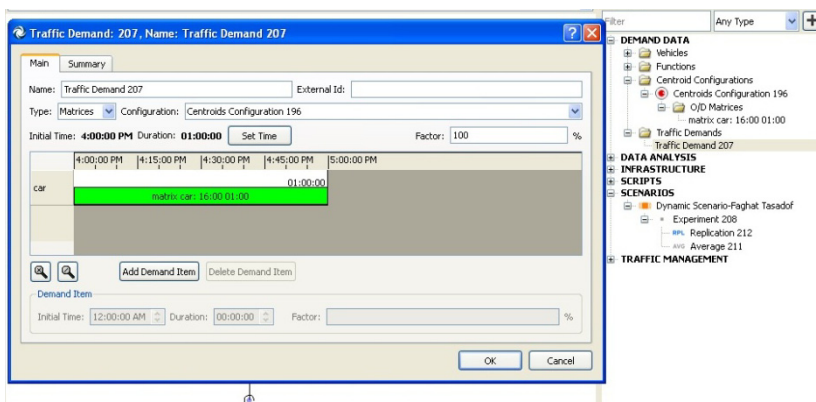 Traffic Demand: 207, Name: Traffic Demand 207
Main Summary
Name: Traffic Demand 207 External Id:
Type: Matrices Configuration: Centroids Configuration 196
Initial Time: 4:00:00 PM Duration: 01:00:00 Set Time Factor: 100 %
4:00:00 PM 4:15:00 PM 4:30:00 PM 4:45:00 PM 5:00:00 PM
01:00:00
car
matrix car: 16:00 01:00
Add Demand Item Delete Demand Item
Demand Item
Initial Time: 12:00:00 AM Duration: 00:00:00 Factor: %
OK Cancel
Filter Any Type
DEMAND DATA
Vehicles
Functions
Centroid Configurations
Centroids Configuration 196
O/D Matrices
matrix car: 16:00 01:00
Traffic Demands
Traffic Demand 207
DATA ANALYSIS
INFRASTRUCTURE
SCRIPTS
SCENARIOS
Dynamic Scenario-Faghat Tasadof
Experiment 208
RPL Replication 212
AVG Average 211
TRAFFIC MANAGEMENT